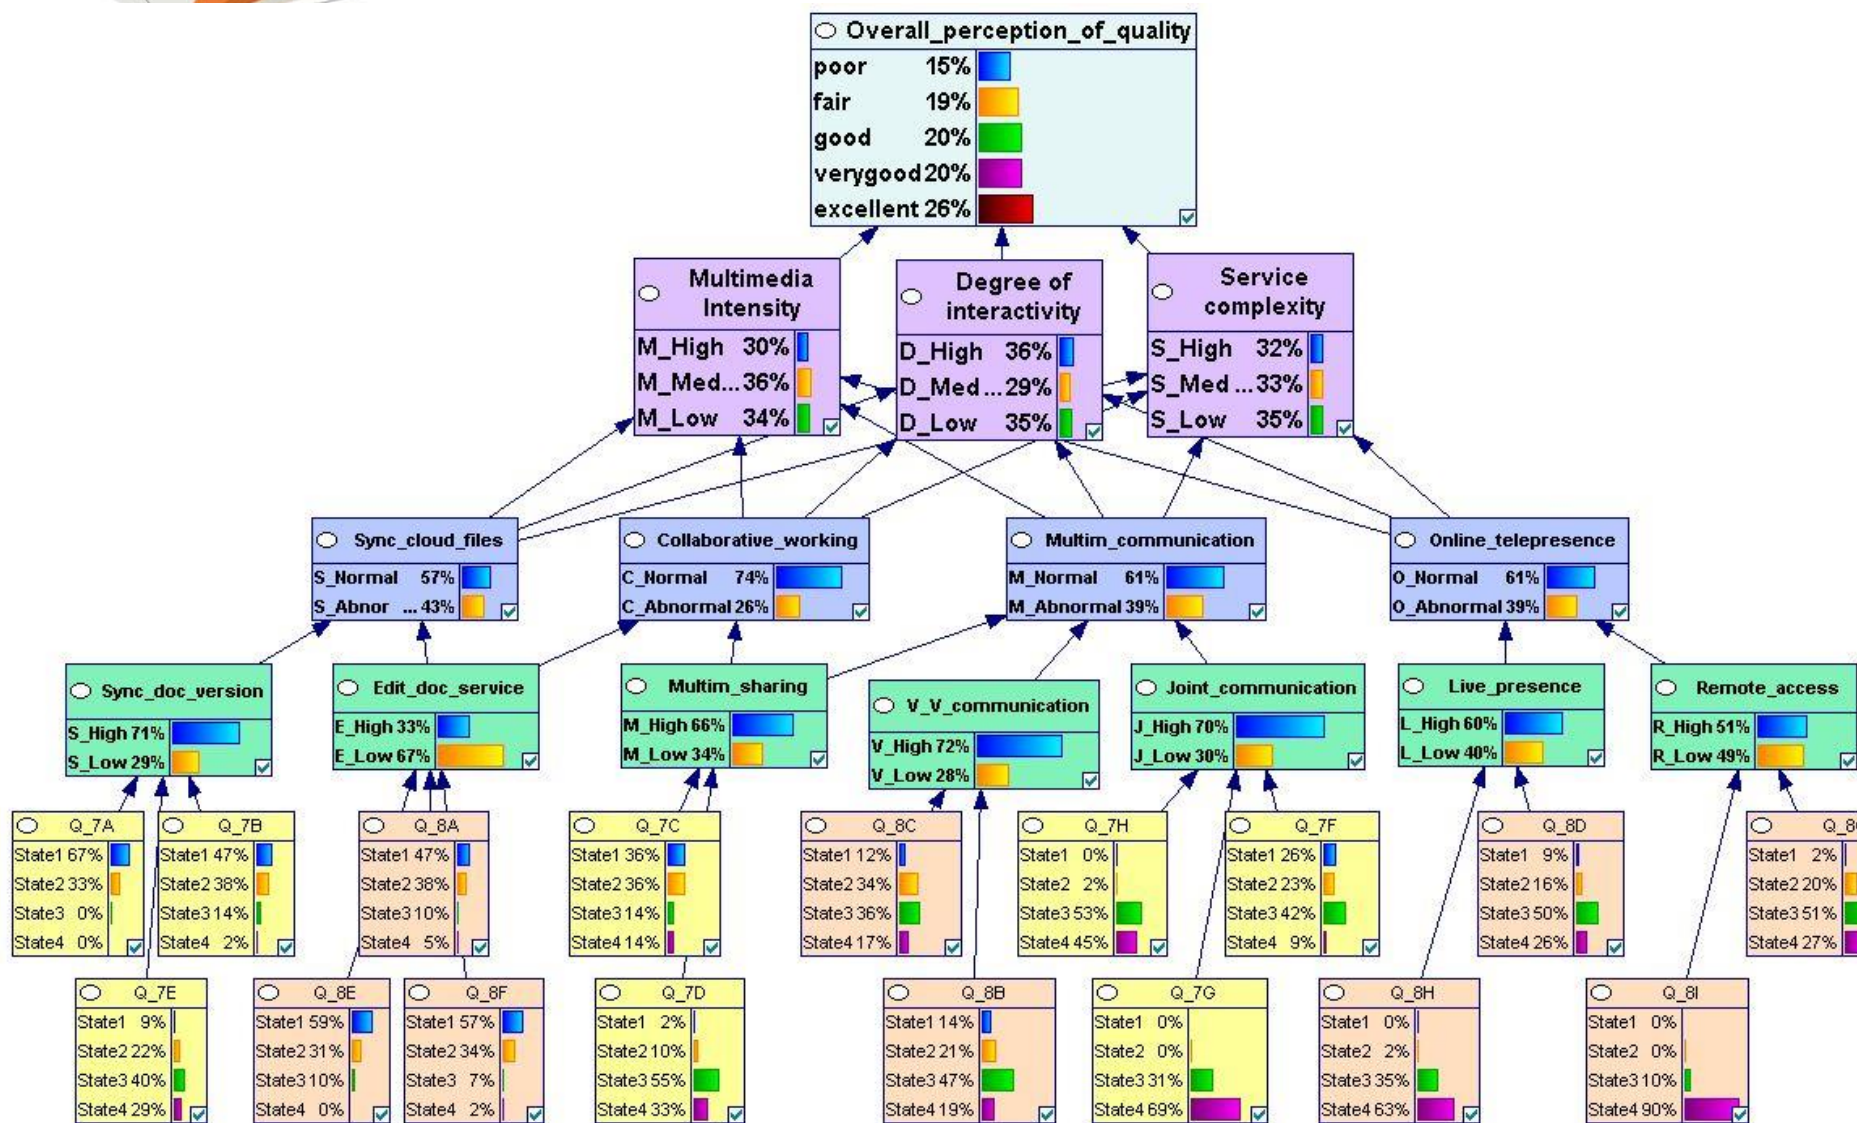 Overall_perception_of_quality
poor 15%
fair 19%
good 20%
verygood 20%
excellent 26%
Multimedia
Intensity
M_High 30%
M_Med... 36%
M_Low 34%
Degree of
interactivity
D_High 36%
D_Med ... 29%
D_Low 35%
Service
complexity
S_High 32%
S_Med ... 33%
S_Low 35%
Sync_cloud_files
S_Normal 57%
S_Abnor ... 43%
Collaborative_working
C_Normal 74%
C_Abnormal 26%
Multim_communication
M_Normal 61%
M_Abnormal 39%
Online_telepresence
O_Normal 61%
O_Abnormal 39%
Sync_doc_version
S_High 71%
S_Low 29%
Edit_doc_service
E_High 33%
E_Low 67%
Multim_sharing
M_High 66%
M_Low 34%
V_V_communication
V_High 72%
V_Low 28%
Joint_communication
J_High 70%
J_Low 30%
Live_presence
L_High 60%
L_Low 40%
Remote_access
R_High 51%
R_Low 49%
Q_7A
State1 67%
State2 33%
State3 0%
State4 0%
Q_7B
State1 47%
State2 38%
State3 14%
State4 2%
Q_8A
State1 47%
State2 38%
State3 10%
State4 5%
Q_7C
State1 36%
State2 36%
State3 14%
State4 14%
Q_8C
State1 12%
State2 34%
State3 36%
State4 17%
Q_7H
State1 0%
State2 2%
State3 53%
State4 45%
Q_7F
State1 26%
State2 23%
State3 42%
State4 9%
Q_8D
State1 9%
State2 16%
State3 50%
State4 26%
State1 2%
State2 20%
State3 51%
State4 27%
Q_7E
State1 9%
State2 22%
State3 40%
State4 29%
Q_8E
State1 59%
State2 31%
State3 10%
State4 0%
Q_8F
State1 57%
State2 34%
State3 7%
State4 2%
Q_7D
State1 2%
State2 10%
State3 55%
State4 33%
Q_8B
State1 14%
State2 21%
State3 47%
State4 19%
Q_7G
State1 0%
State2 0%
State3 31%
State4 69%
Q_8H
State1 0%
State2 2%
State3 35%
State4 63%
Q_8I
State1 0%
State2 0%
State3 10%
State4 90%